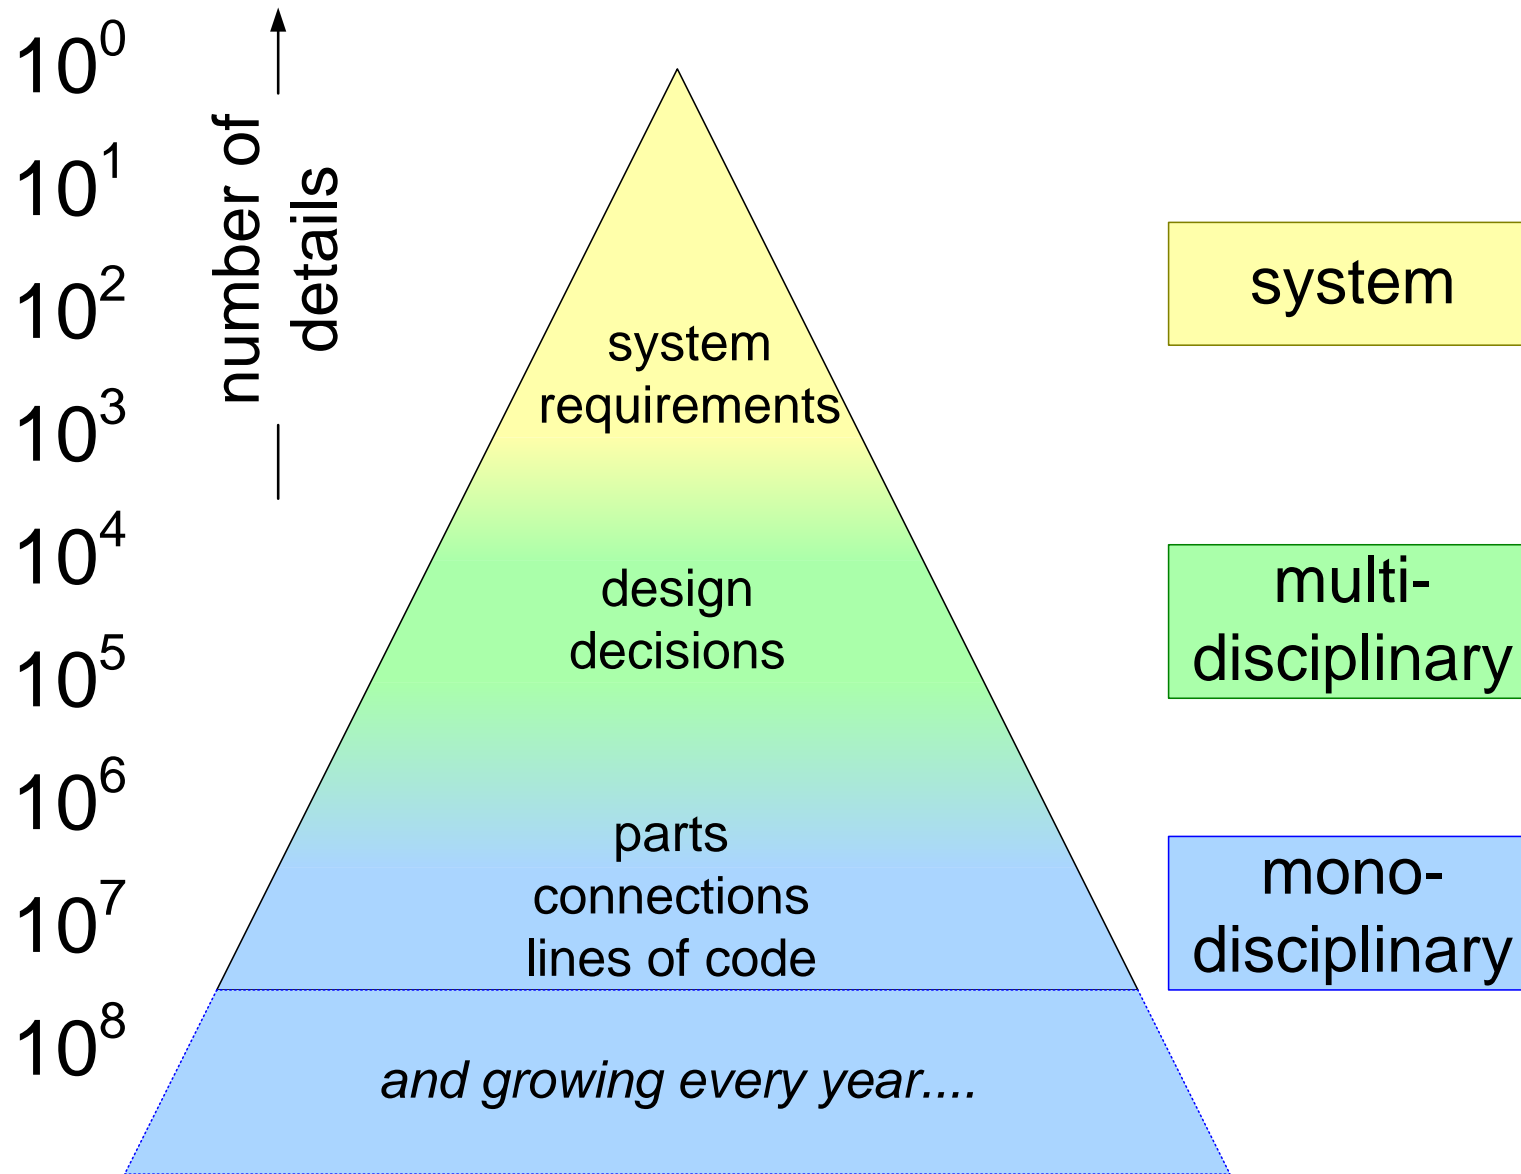 10^0
10^1
10^2
10^3
10^4
10^5
10^6
10^7
10^8
number of
details
system
requirements
design
decisions
parts
connections
lines of code
and growing every year....
system
multi-
disciplinary
mono-
disciplinary